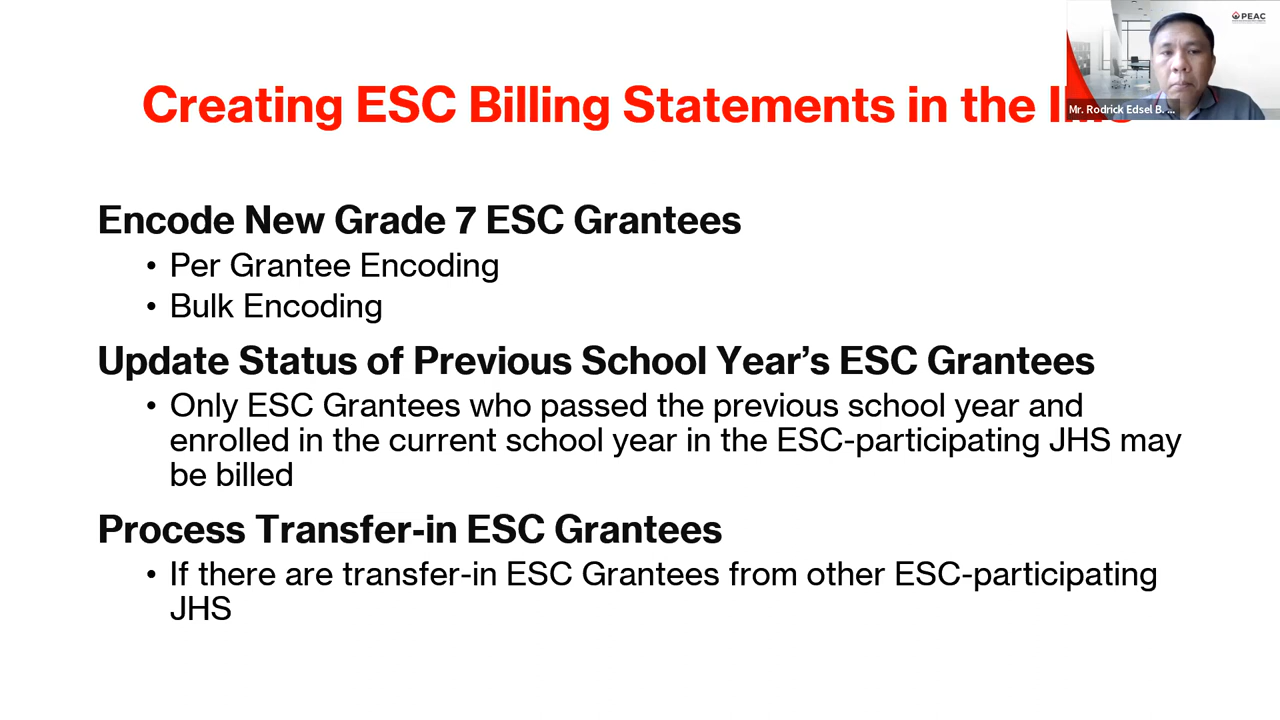 PEAC
Creating ESC Billing Statements in the
Mr. Rodrick Edsel B. ...
Encode New Grade 7 ESC Grantees
• Per Grantee Encoding
• Bulk Encoding
Update Status of Previous School Year’s ESC Grantees
• Only ESC Grantees who passed the previous school year and
enrolled in the current school year in the ESC-participating JHS may
be billed
Process Transfer-in ESC Grantees
• If there are transfer-in ESC Grantees from other ESC-participating
JHS